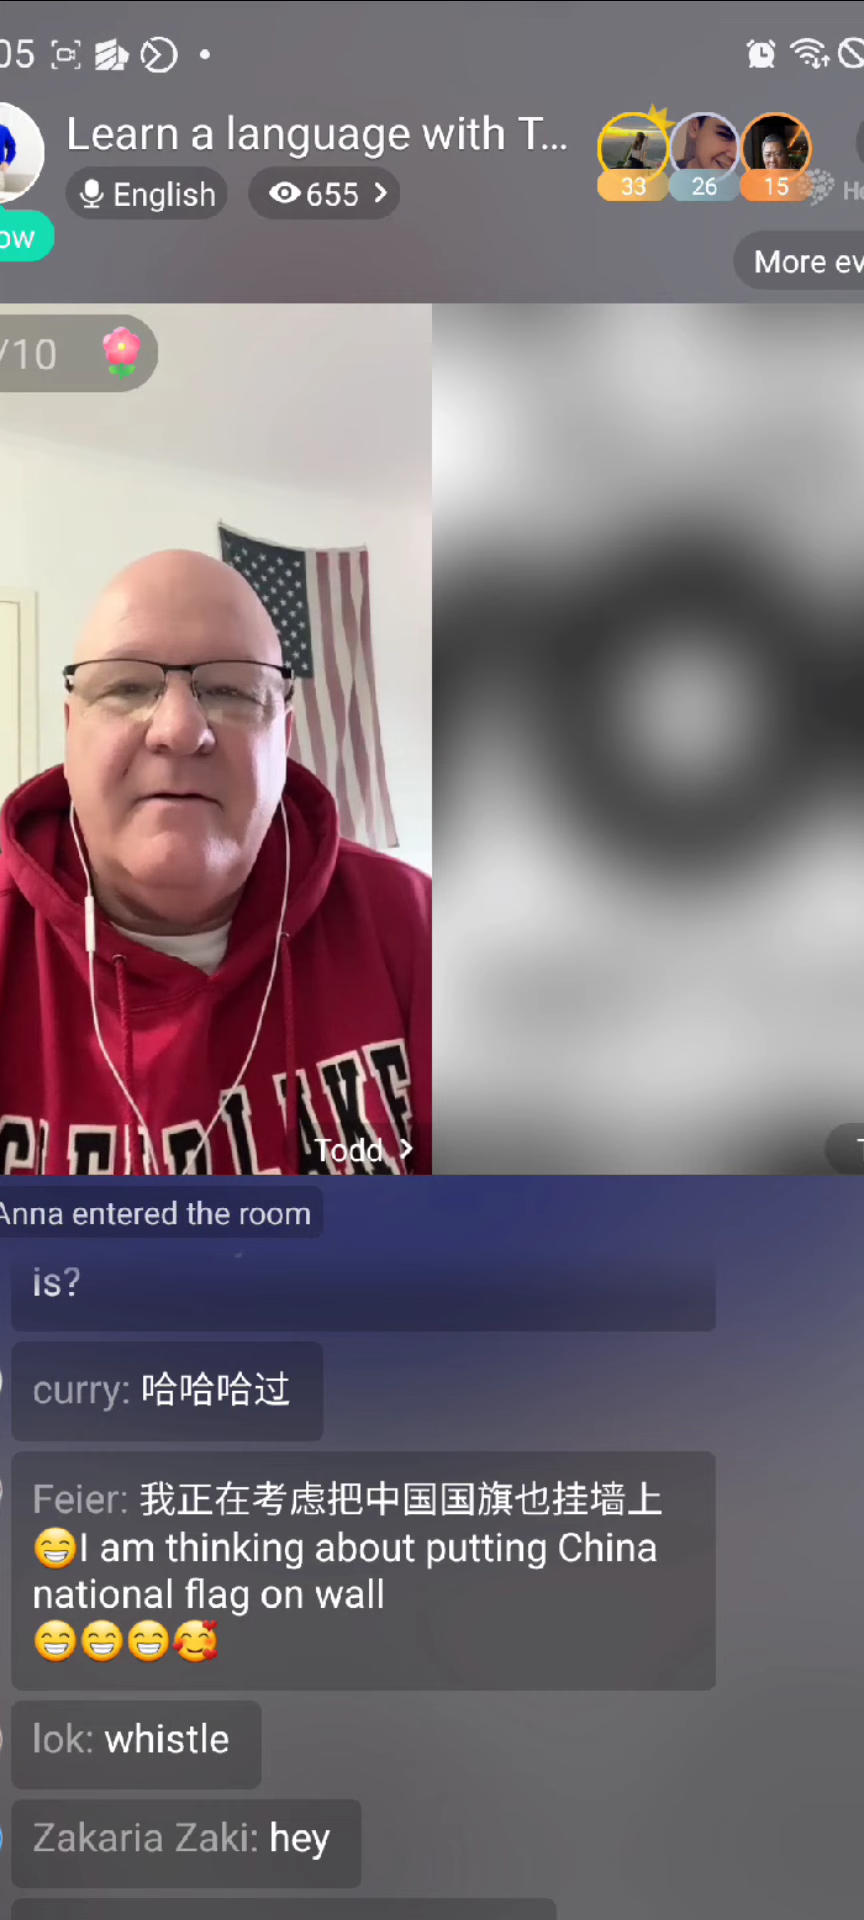 05
Learn a language with T...
English
655
33
26
15
ow
More ev
/10
CLEAR LAKE
Todd
Anna entered the room
is?
curry: 哈哈哈过
Feier: 我正在考虑把中国国旗也挂墙上
😁I am thinking about putting China
national flag on wall
😁😁😁🥰
lok: whistle
Zakaria Zaki: hey